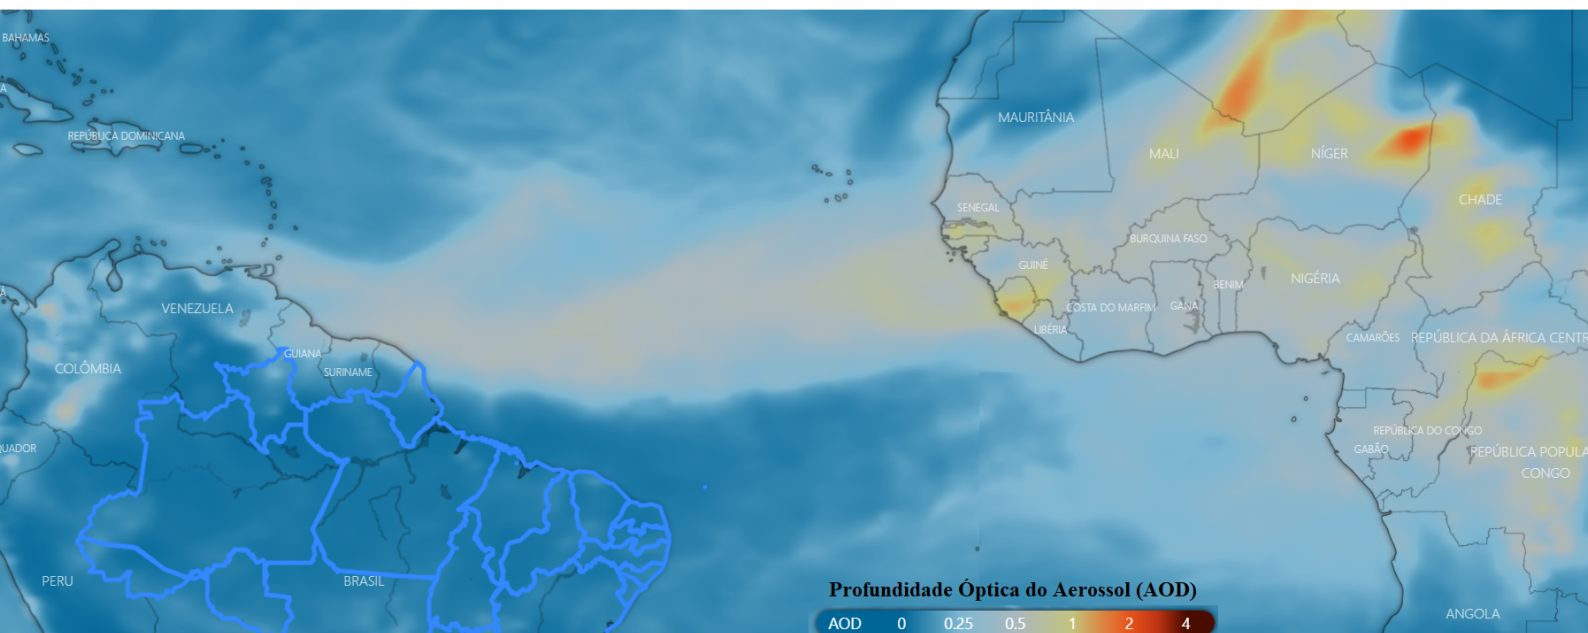 BAHAMAS
A
REPÚBLICA DOMINICANA
MAURITÂNIA
MALI
NÍGER
CHADE
SENEGAL
BURQUINA FASO
GUINÉ
NIGÉRIA
BENIM
COSTA DO MARFIM
GANA
LIBÉRIA
A
VENEZUELA
CAMARÕES
REPÚBLICA DA ÁFRICA CENTR
GUIANA
COLÔMBIA
SURINAME
REPÚBLICA DO CONGO
GABÃO
QUADOR
REPÚBLICA POPULA
CONGO
PERU
BRASIL
Profundidade Óptica do Aerossol (AOD)
ANGOLA
AOD 0 0.25 0.5 1 2 4